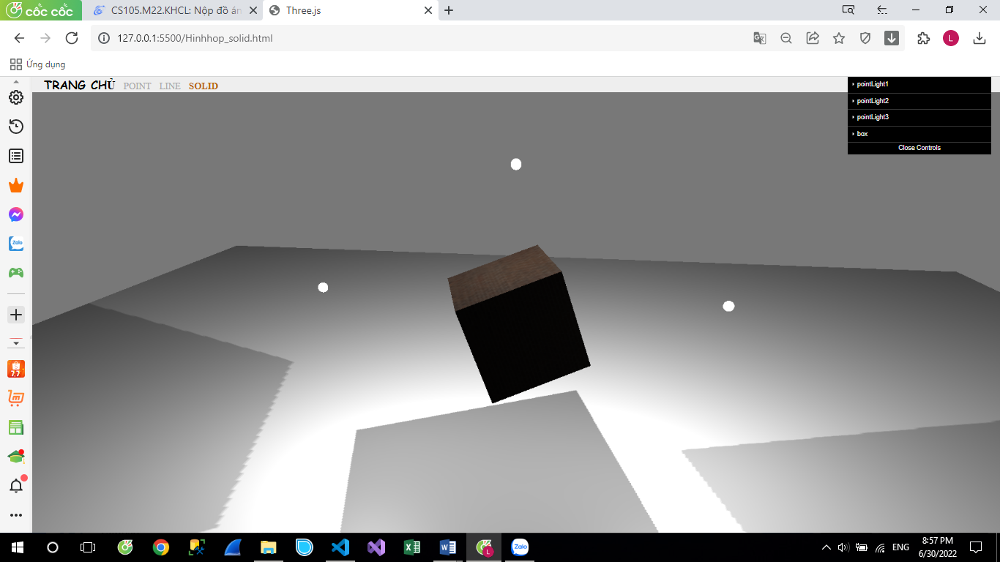 cốc cốc
CS105.M22.KHCL: Nộp đồ án
Three.js
127.0.0.1:5500/Hinhhop_solid.html
L
Ứng dụng
TRANG CHỦ POINT LINE SOLID
pointLight1
pointLight2
pointLight3
box
Close Controls
Zalo
7.7
L
Zalo
ENG
8:57 PM
6/30/2022